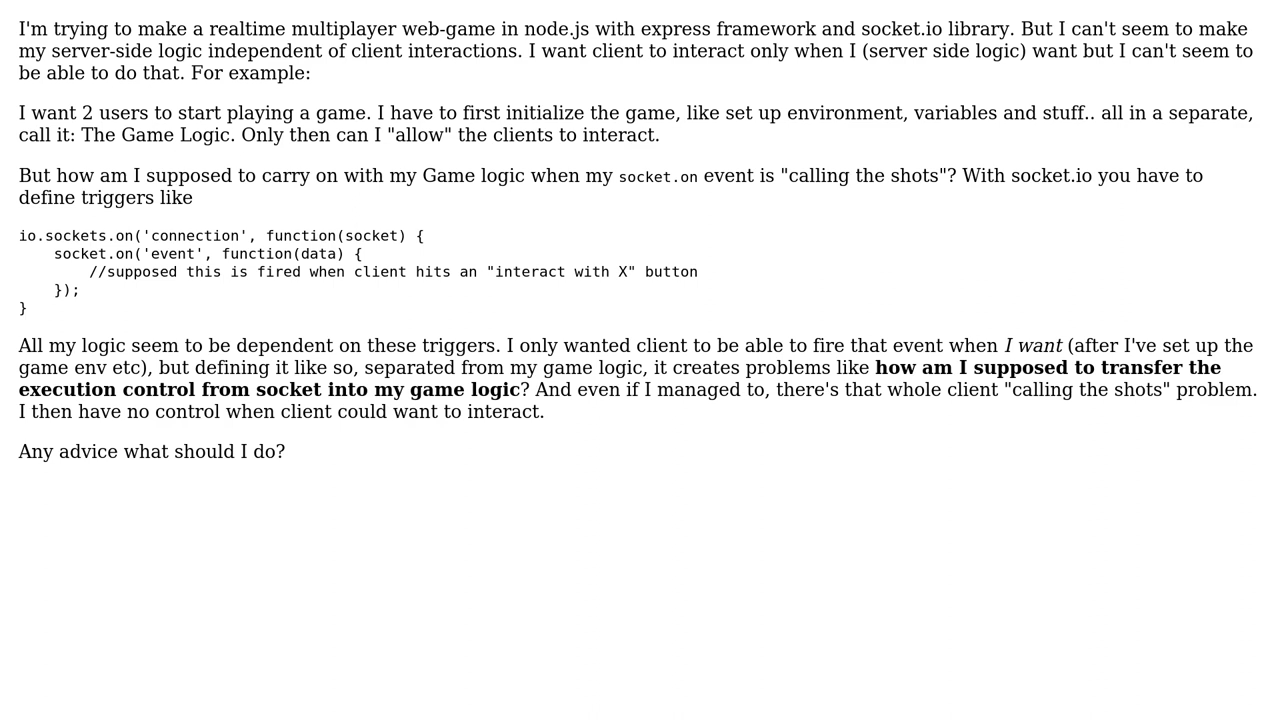 I'm trying to make a realtime multiplayer web-game in node.js with express framework and socket.io library. But I can't seem to make
my server-side logic independent of client interactions. I want client to interact only when I (server side logic) want but I can't seem to
be able to do that. For example:
I want 2 users to start playing a game. I have to first initialize the game, like set up environment, variables and stuff.. all in a separate,
call it: The Game Logic. Only then can I "allow" the clients to interact.
But how am I supposed to carry on with my Game logic when my socket.on event is "calling the shots"? With socket.io you have to
define triggers like
io.sockets.on('connection', function(socket) {
    socket.on('event', function(data) {
        //supposed this is fired when client hits an "interact with X" button
    });
}
All my logic seem to be dependent on these triggers. I only wanted client to be able to fire that event when I want (after I've set up the
game env etc), but defining it like so, separated from my game logic, it creates problems like how am I supposed to transfer the
execution control from socket into my game logic? And even if I managed to, there's that whole client "calling the shots" problem.
I then have no control when client could want to interact.
Any advice what should I do?